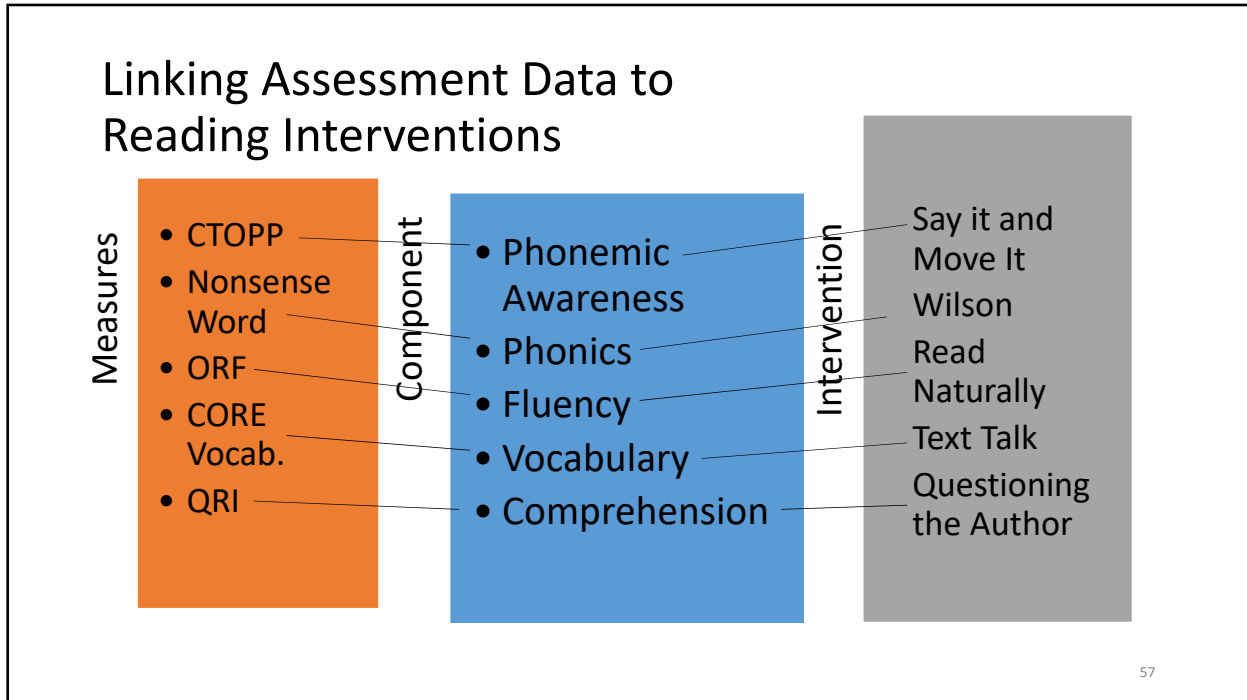 Linking Assessment Data to
Reading Interventions
Measures
• CTOPP
• Nonsense
Word
• ORF
• CORE
Vocab.
• QRI
Component
• Phonemic
Awareness
• Phonics
• Fluency
• Vocabulary
• Comprehension
Intervention
Say it and
Move It
Wilson
Read
Naturally
Text Talk
Questioning
the Author
57